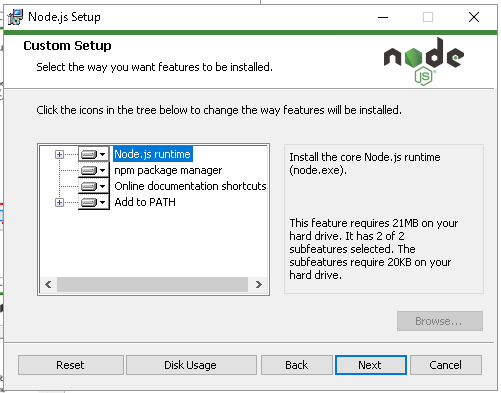 Node.js Setup
Custom Setup
Select the way you want features to be installed.
node
JS
Click the icons in the tree below to change the way features will be installed.
Node.js runtime
npm package manager
Online documentation shortcuts
Add to PATH
Install the core Node.js runtime
(node.exe).
This feature requires 21MB on your
hard drive. It has 2 of 2
subfeatures selected. The
subfeatures require 20KB on your
hard drive.
Browse...
Reset
Disk Usage
Back
Next
Cancel